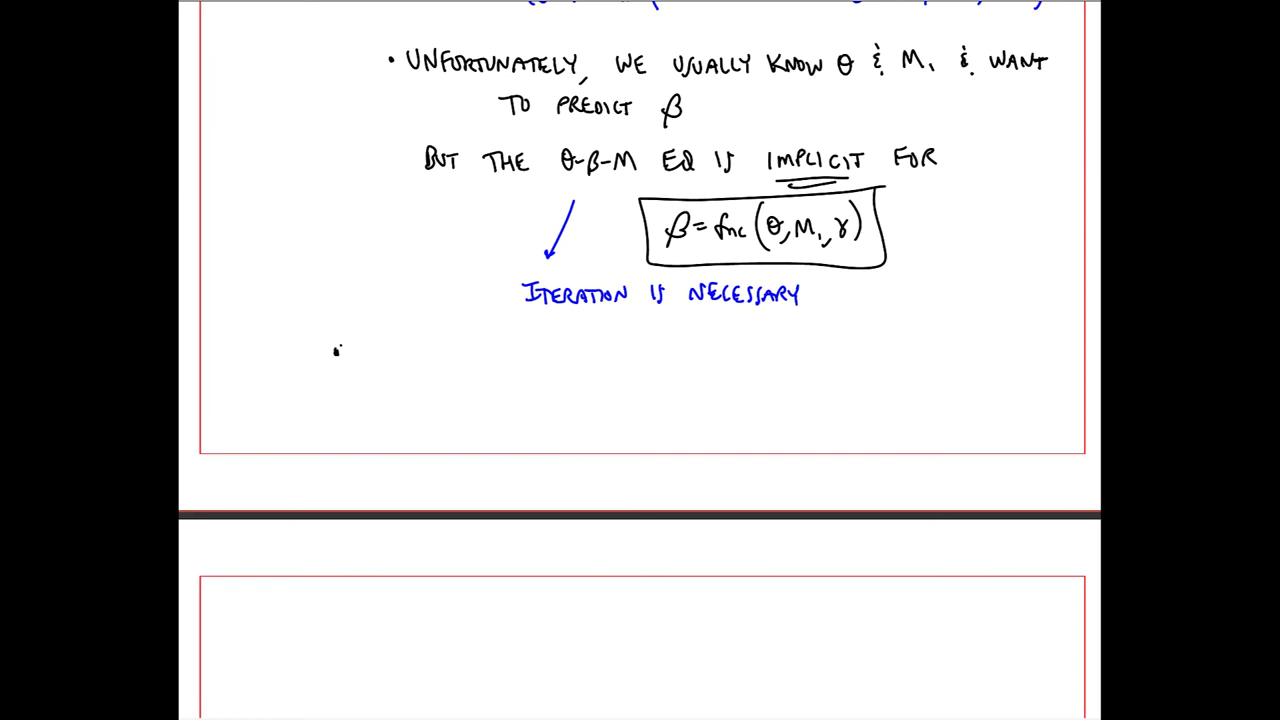 • UNFORTUNATELY, WE USUALLY KNOW θ & M₁ & WANT
TO PREDICT β
BUT THE θ-β-M EQ IS IMPLICIT FOR
β = fnc (θ, M₁, γ)
ITERATION IS NECESSARY
•